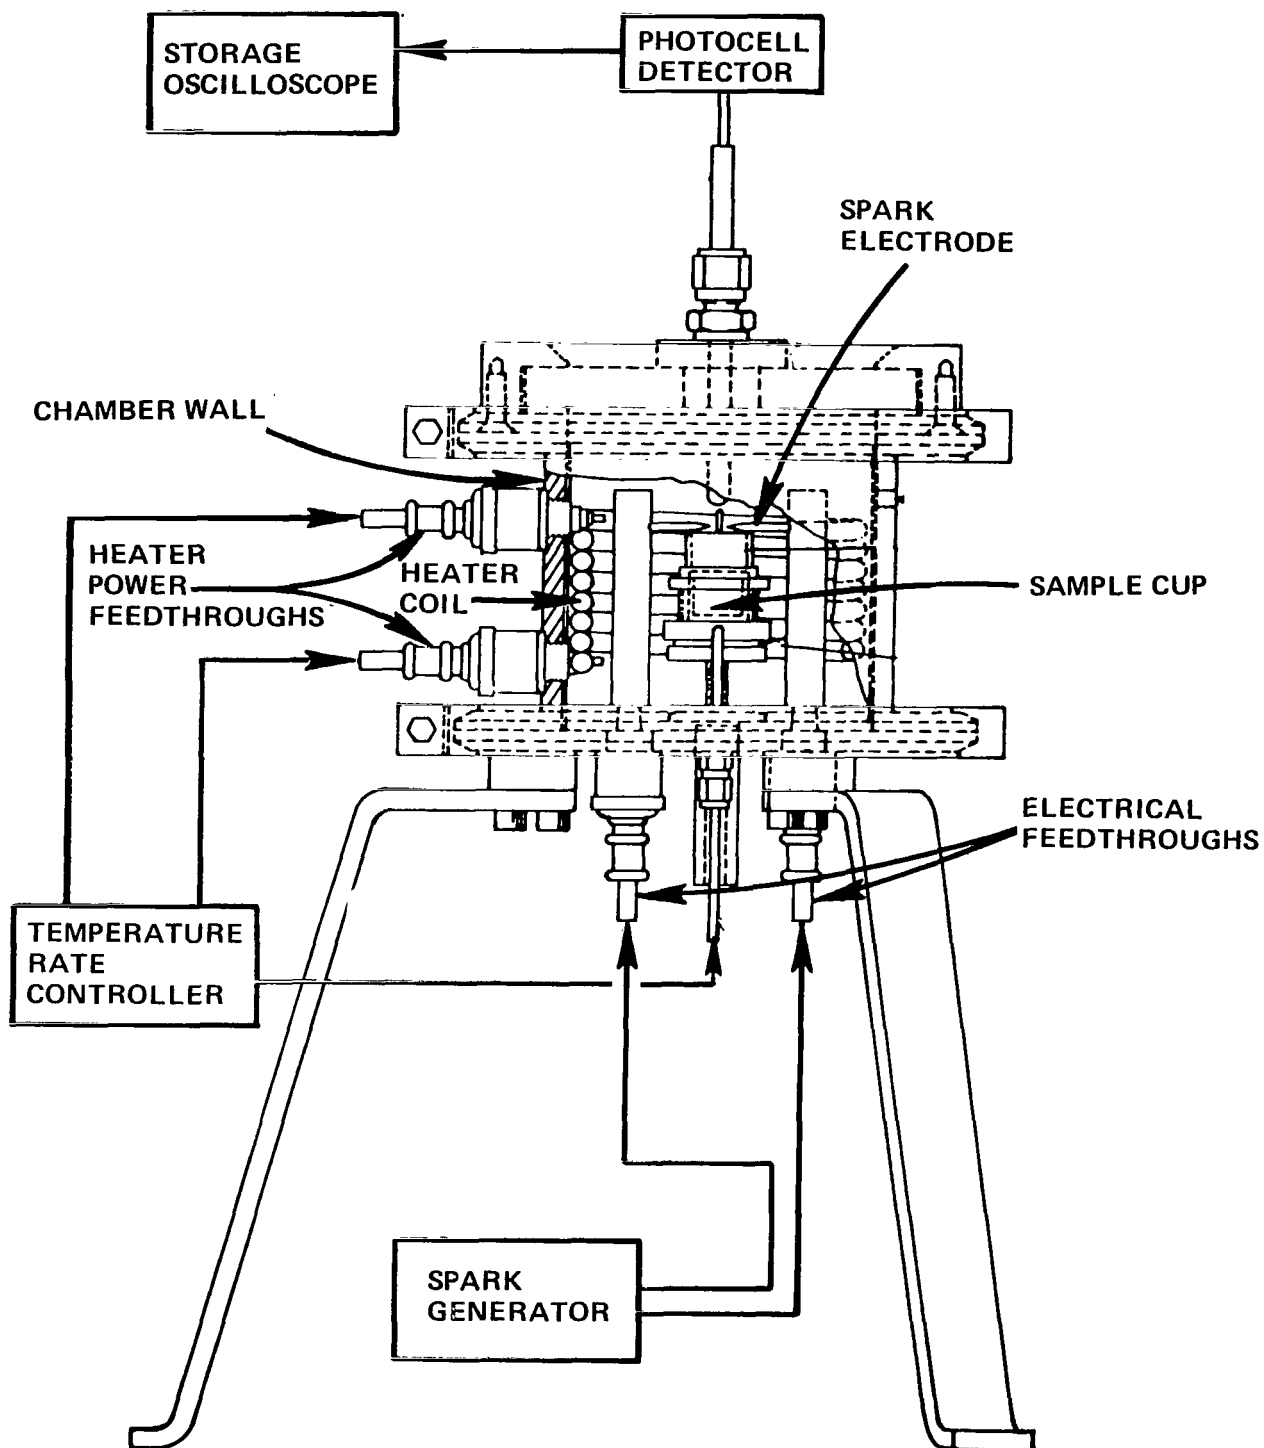 STORAGE
OSCILLOSCOPE
PHOTOCELL
DETECTOR
SPARK
ELECTRODE
CHAMBER WALL
HEATER
POWER
FEEDTHROUGHS
HEATER
COIL
SAMPLE CUP
ELECTRICAL
FEEDTHROUGHS
TEMPERATURE
RATE
CONTROLLER
SPARK
GENERATOR